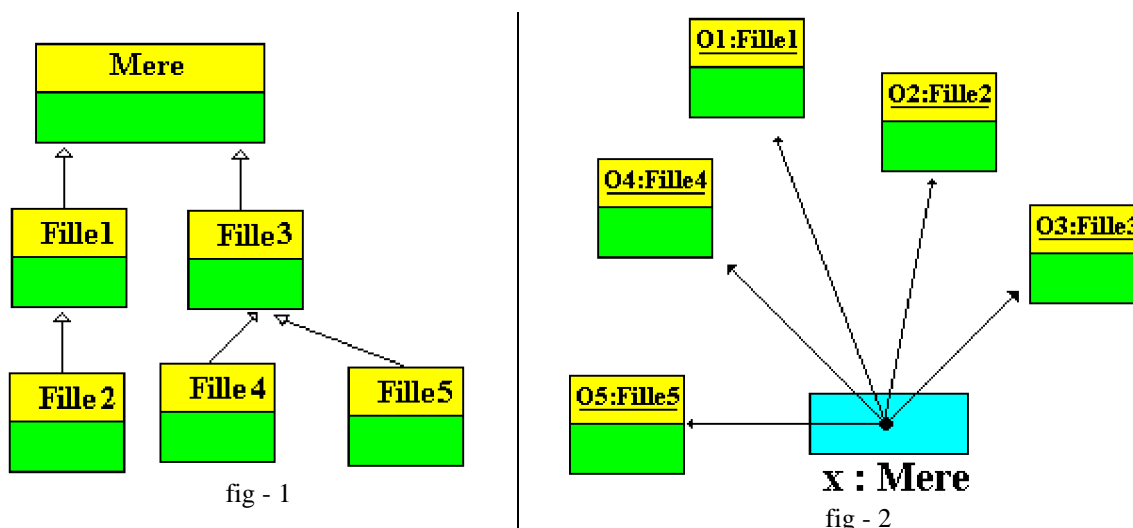 Mere
Fille1
Fille3
Fille2
Fille4
Fille5
fig - 1
O1:Fille1
O2:Fille2
O4:Fille4
O3:Fille3
O5:Fille5
x : Mere
fig - 2